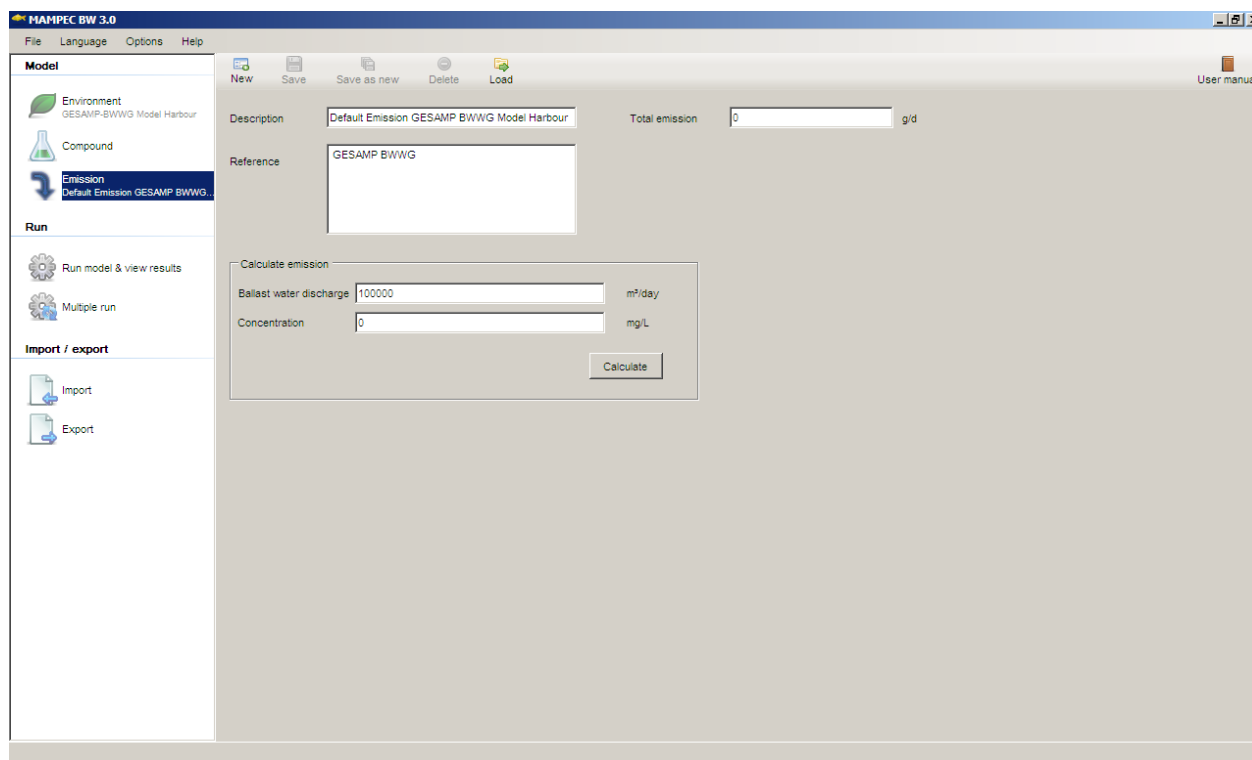 MAMPEC BW 3.0
File Language Options Help
Model
Environment
GESAMP-BWWG Model Harbour
Compound
Emission
Default Emission GESAMP BWWG...
Run
Run model & view results
Multiple run
Import / export
Import
Export
New Save Save as new Delete Load
User manua
Description Default Emission GESAMP BWWG Model Harbour Total emission 0 g/d
Reference GESAMP BWWG
Calculate emission
Ballast water discharge 100000 m³/day
Concentration 0 mg/L
Calculate